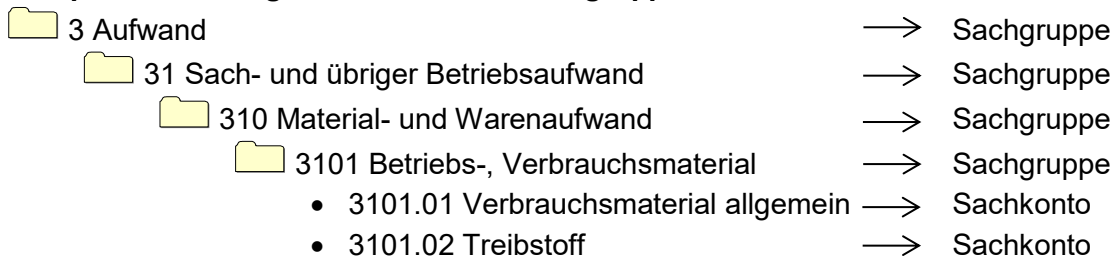 3 Aufwand → Sachgruppe
31 Sach- und übriger Betriebsaufwand → Sachgruppe
310 Material- und Warenaufwand → Sachgruppe
3101 Betriebs-, Verbrauchsmaterial → Sachgruppe
• 3101.01 Verbrauchsmaterial allgemein → Sachkonto
• 3101.02 Treibstoff → Sachkonto